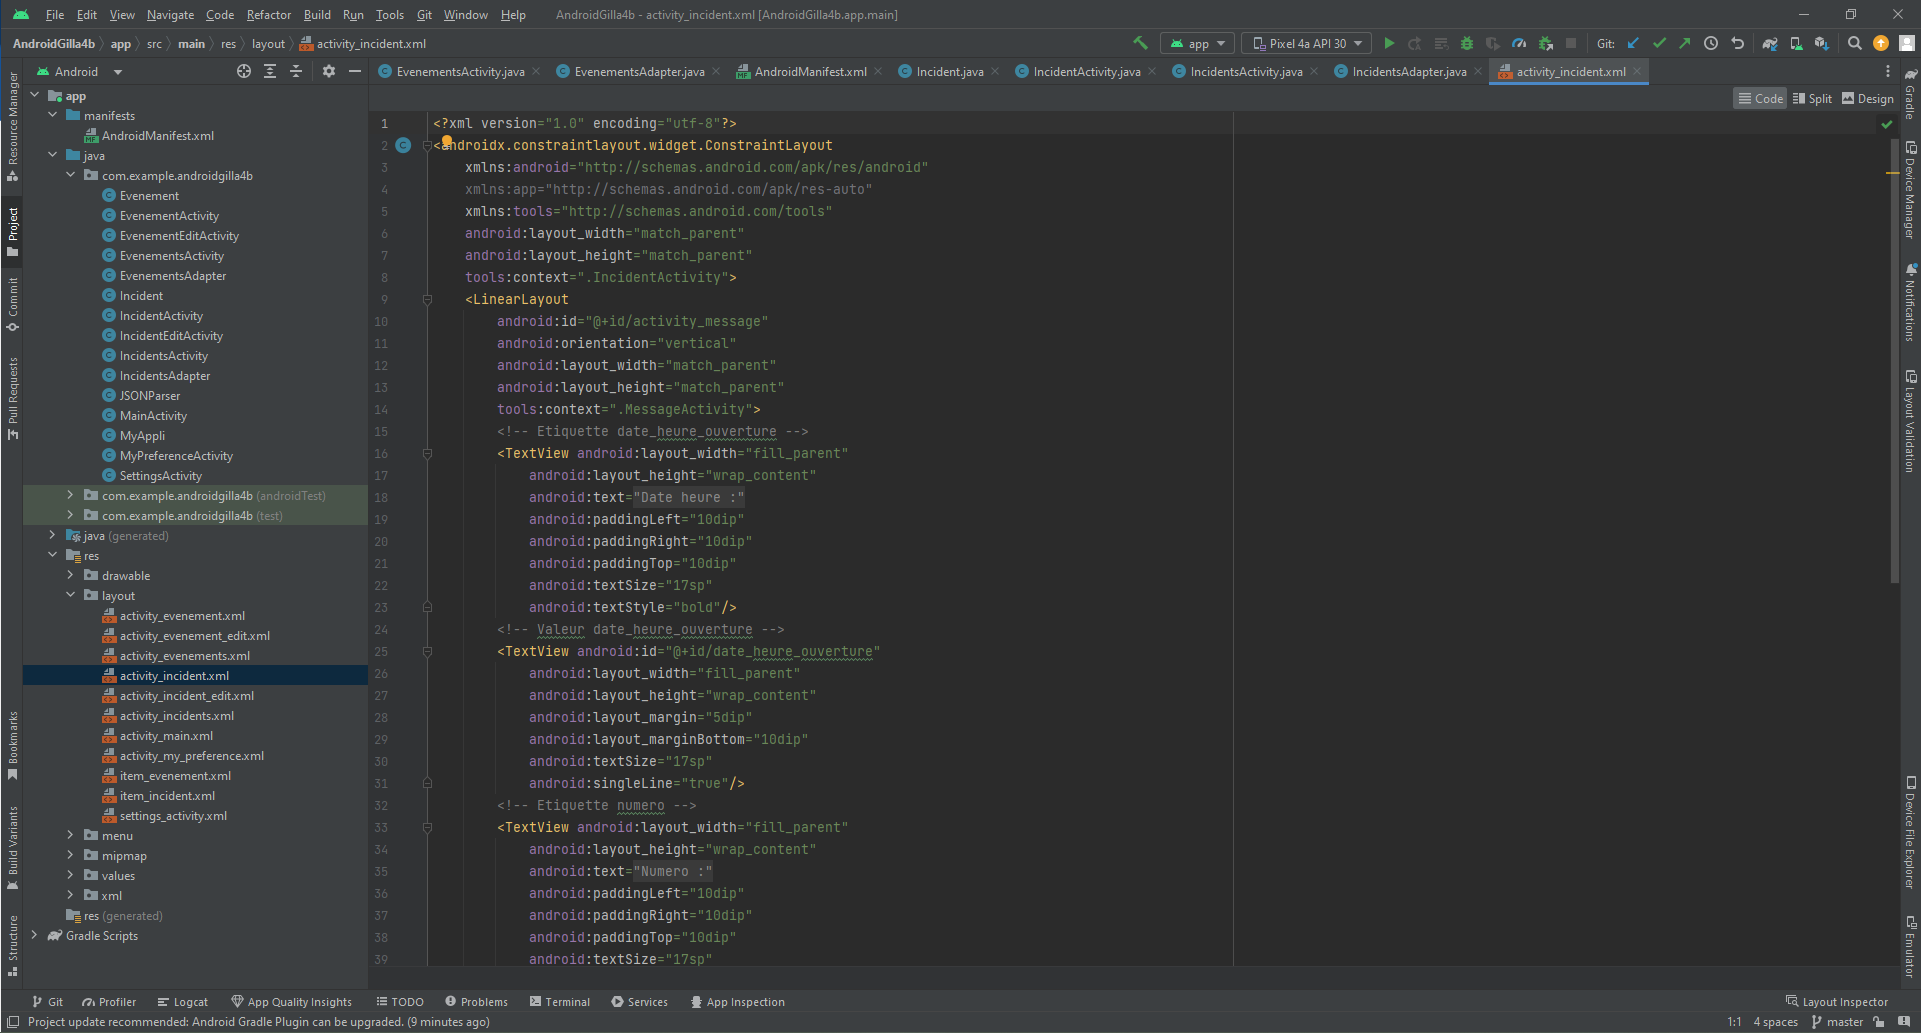 File Edit View Navigate Code Refactor Build Run Tools Git Window Help AndroidGilla4b - activity_incident.xml [AndroidGilla4b.app.main]
AndroidGilla4b app src main res layout activity_incident.xml app Pixel 4a API 30 Git:
Android EvenementsActivity.java EvenementsAdapter.java AndroidManifest.xml Incident.java IncidentActivity.java IncidentsActivity.java IncidentsAdapter.java activity_incident.xml
Code Split Design
Resource Manager
Project
Commit
Pull Requests
Bookmarks
Build Variants
Structure
app
manifests
AndroidManifest.xml
java
com.example.androidgilla4b
Evenement
EvenementActivity
EvenementEditActivity
EvenementsActivity
EvenementsAdapter
Incident
IncidentActivity
IncidentEditActivity
IncidentsActivity
IncidentsAdapter
JSONParser
MainActivity
MyAppli
MyPreferenceActivity
SettingsActivity
com.example.androidgilla4b (androidTest)
com.example.androidgilla4b (test)
java (generated)
res
drawable
layout
activity_evenement.xml
activity_evenement_edit.xml
activity_evenements.xml
activity_incident.xml
activity_incident_edit.xml
activity_incidents.xml
activity_main.xml
activity_my_preference.xml
item_evenement.xml
item_incident.xml
settings_activity.xml
menu
mipmap
values
xml
res (generated)
Gradle Scripts
1 <?xml version="1.0" encoding="utf-8"?>
2 <androidx.constraintlayout.widget.ConstraintLayout
3 xmlns:android="http://schemas.android.com/apk/res/android"
4 xmlns:app="http://schemas.android.com/apk/res-auto"
5 xmlns:tools="http://schemas.android.com/tools"
6 android:layout_width="match_parent"
7 android:layout_height="match_parent"
8 tools:context=".IncidentActivity">
9 <LinearLayout
10 android:id="@+id/activity_message"
11 android:orientation="vertical"
12 android:layout_width="match_parent"
13 android:layout_height="match_parent"
14 tools:context=".MessageActivity">
15 <!-- Etiquette date_heure_ouverture -->
16 <TextView android:layout_width="fill_parent"
17 android:layout_height="wrap_content"
18 android:text="Date heure :"
19 android:paddingLeft="10dip"
20 android:paddingRight="10dip"
21 android:paddingTop="10dip"
22 android:textSize="17sp"
23 android:textStyle="bold"/>
24 <!-- Valeur date_heure_ouverture -->
25 <TextView android:id="@+id/date_heure_ouverture"
26 android:layout_width="fill_parent"
27 android:layout_height="wrap_content"
28 android:layout_margin="5dip"
29 android:layout_marginBottom="10dip"
30 android:textSize="17sp"
31 android:singleLine="true"/>
32 <!-- Etiquette numero -->
33 <TextView android:layout_width="fill_parent"
34 android:layout_height="wrap_content"
35 android:text="Numero :"
36 android:paddingLeft="10dip"
37 android:paddingRight="10dip"
38 android:paddingTop="10dip"
39 android:textSize="17sp"
Gradle
Device Manager
Notifications
Layout Validation
Device File Explorer
Emulator
Git Profiler Logcat App Quality Insights TODO Problems Terminal Services App Inspection Layout Inspector
Project update recommended: Android Gradle Plugin can be upgraded. (9 minutes ago) 1:1 4 spaces master